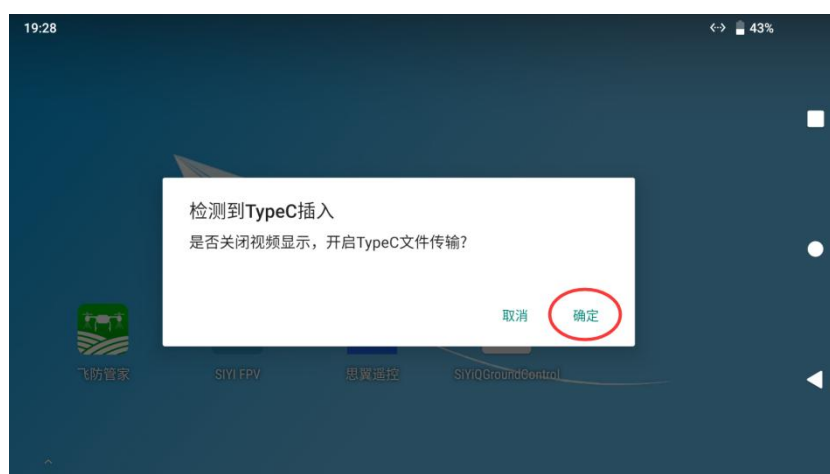 19:28
43%
检测到TypeC插入
是否关闭视频显示，开启TypeC文件传输?
取消
确定
飞防管家
SIYI FPV
思翼遥控
SiYiQGroundControl